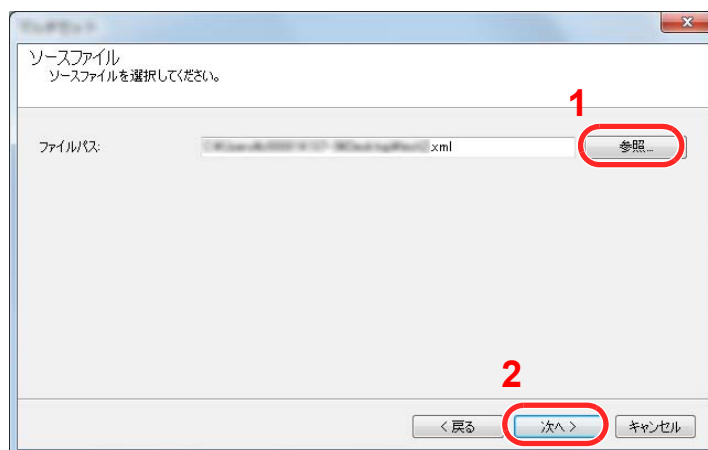 ソースファイル
ソースファイルを選択してください。
1
ファイルパス: .xml 参照...
2
< 戻る 次へ > キャンセル